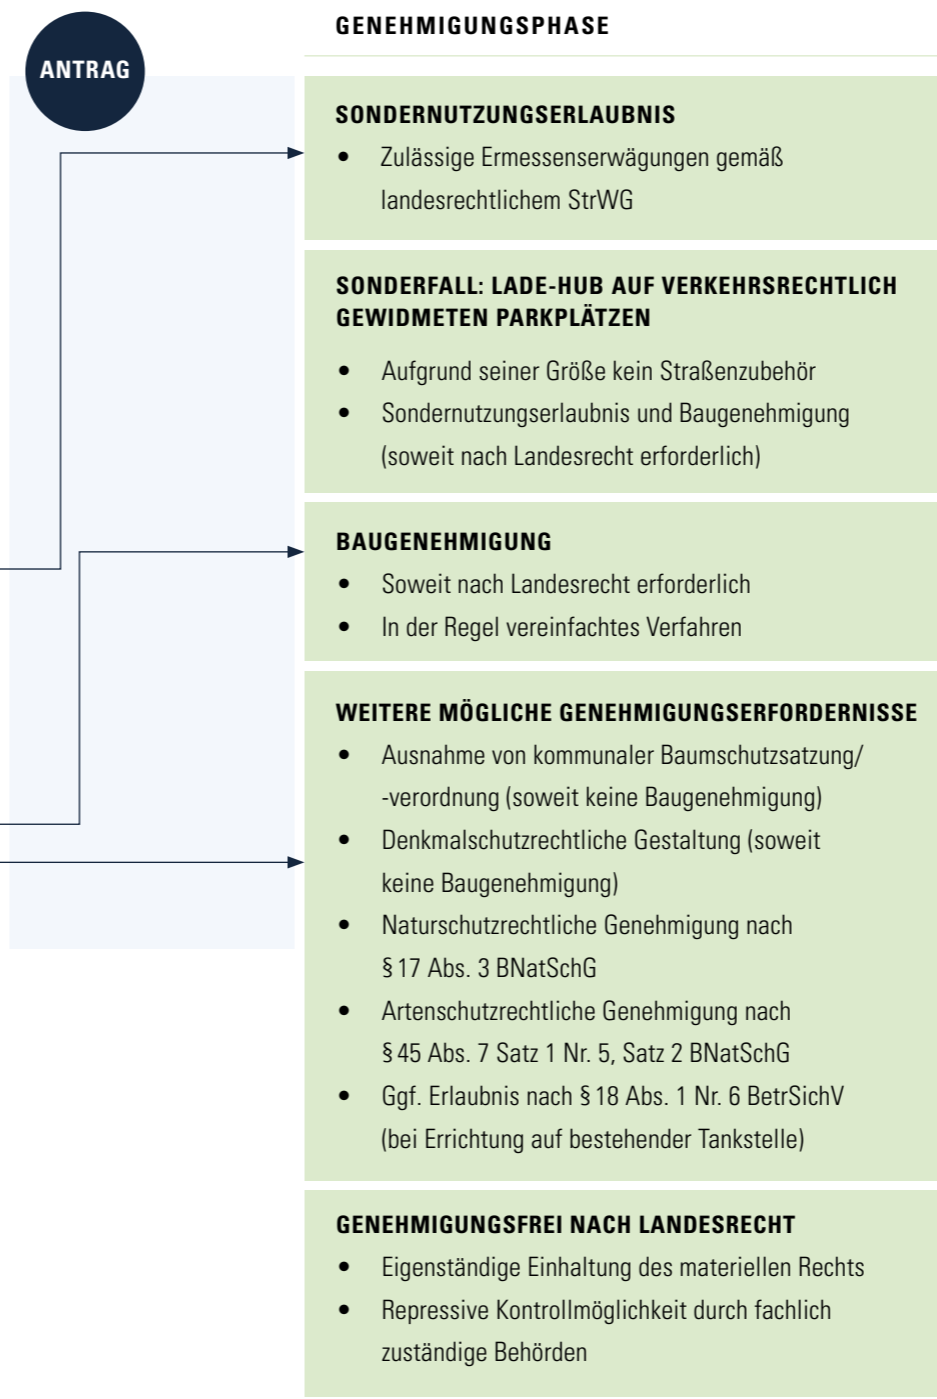 GENEHMIGUNGSPHASE
ANTRAG
SONDERNUTZUNGSERLAUBNIS
• Zulässige Ermessenserwägungen gemäß
landesrechtlichem StrWG
SONDERFALL: LADE-HUB AUF VERKEHRSRECHTLICH
GEWIDMETEN PARKPLÄTZEN
• Aufgrund seiner Größe kein Straßenzubehör
• Sondernutzungserlaubnis und Baugenehmigung
(soweit nach Landesrecht erforderlich)
BAUGENEHMIGUNG
• Soweit nach Landesrecht erforderlich
• In der Regel vereinfachtes Verfahren
WEITERE MÖGLICHE GENEHMIGUNGSERFORDERNISSE
• Ausnahme von kommunaler Baumschutzsatzung/
-verordnung (soweit keine Baugenehmigung)
• Denkmalschutzrechtliche Gestaltung (soweit
keine Baugenehmigung)
• Naturschutzrechtliche Genehmigung nach
§ 17 Abs. 3 BNatSchG
• Artenschutzrechtliche Genehmigung nach
§ 45 Abs. 7 Satz 1 Nr. 5, Satz 2 BNatSchG
• Ggf. Erlaubnis nach § 18 Abs. 1 Nr. 6 BetrSichV
(bei Errichtung auf bestehender Tankstelle)
GENEHMIGUNGSFREI NACH LANDESRECHT
• Eigenständige Einhaltung des materiellen Rechts
• Repressive Kontrollmöglichkeit durch fachlich
zuständige Behörden